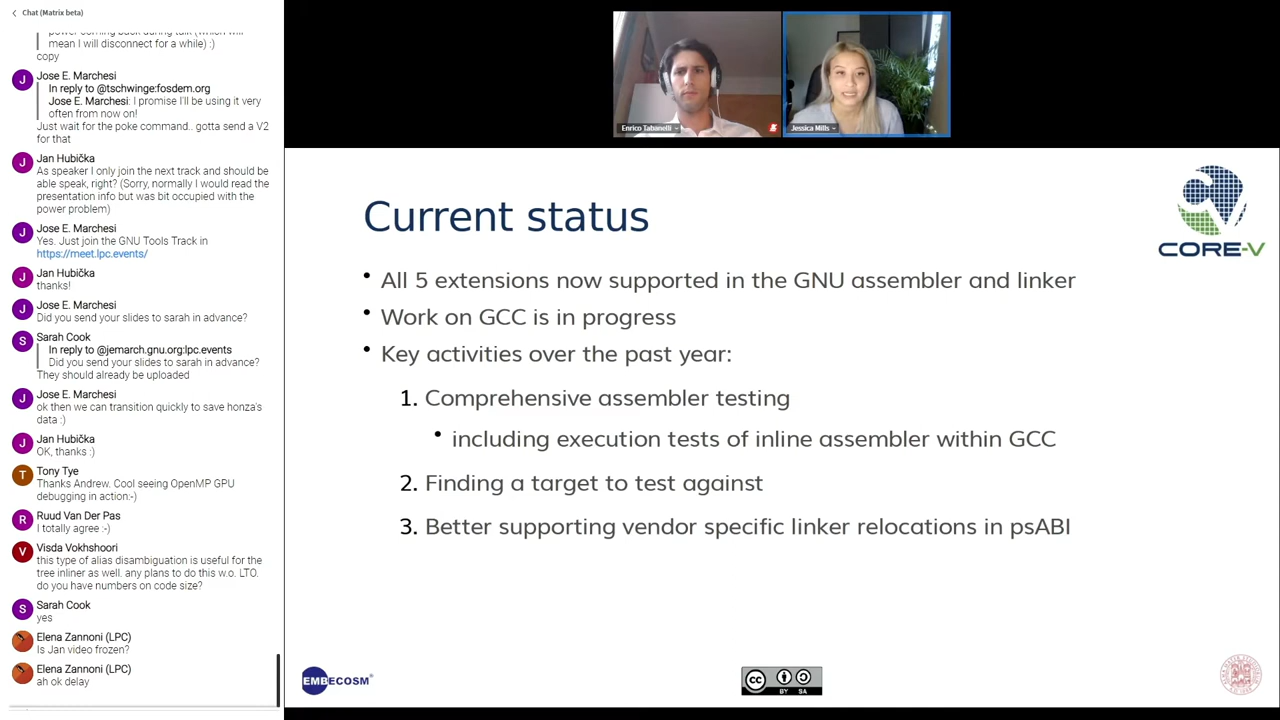 Chat (Matrix beta)
power coming back during talk (which will
mean I will disconnect for a while) :)
copy
Jose E. Marchesi
In reply to @tschwinge:fosdem.org
Jose E. Marchesi: I promise I'll be using it very
often from now on!
Just wait for the poke command.. gotta send a V2
for that
Jan Hubička
As speaker I only join the next track and should be
able speak, right? (Sorry, normally I would read the
presentation info but was bit occupied with the
power problem)
Jose E. Marchesi
Yes. Just join the GNU Tools Track in
https://meet.lpc.events/
Jan Hubička
thanks!
Jose E. Marchesi
Did you send your slides to sarah in advance?
Sarah Cook
In reply to @jemarch.gnu.org:lpc.events
Did you send your slides to sarah in advance?
They should already be uploaded
Jose E. Marchesi
ok then we can transition quickly to save honza's
data :)
Jan Hubička
OK, thanks :)
Tony Tye
Thanks Andrew. Cool seeing OpenMP GPU
debugging in action:-)
Ruud Van Der Pas
I totally agree :-)
Visda Vokhshoori
this type of alias disambiguation is useful for the
tree inliner as well. any plans to do this w.o. LTO.
do you have numbers on code size?
Sarah Cook
yes
Elena Zannoni (LPC)
Is Jan video frozen?
Elena Zannoni (LPC)
ah ok delay
Enrico Tabanelli
Jessica Mills
CORE-V
Current status
• All 5 extensions now supported in the GNU assembler and linker
• Work on GCC is in progress
• Key activities over the past year:
1. Comprehensive assembler testing
• including execution tests of inline assembler within GCC
2. Finding a target to test against
3. Better supporting vendor specific linker relocations in psABI
EMBECOSM®
cc BY SA